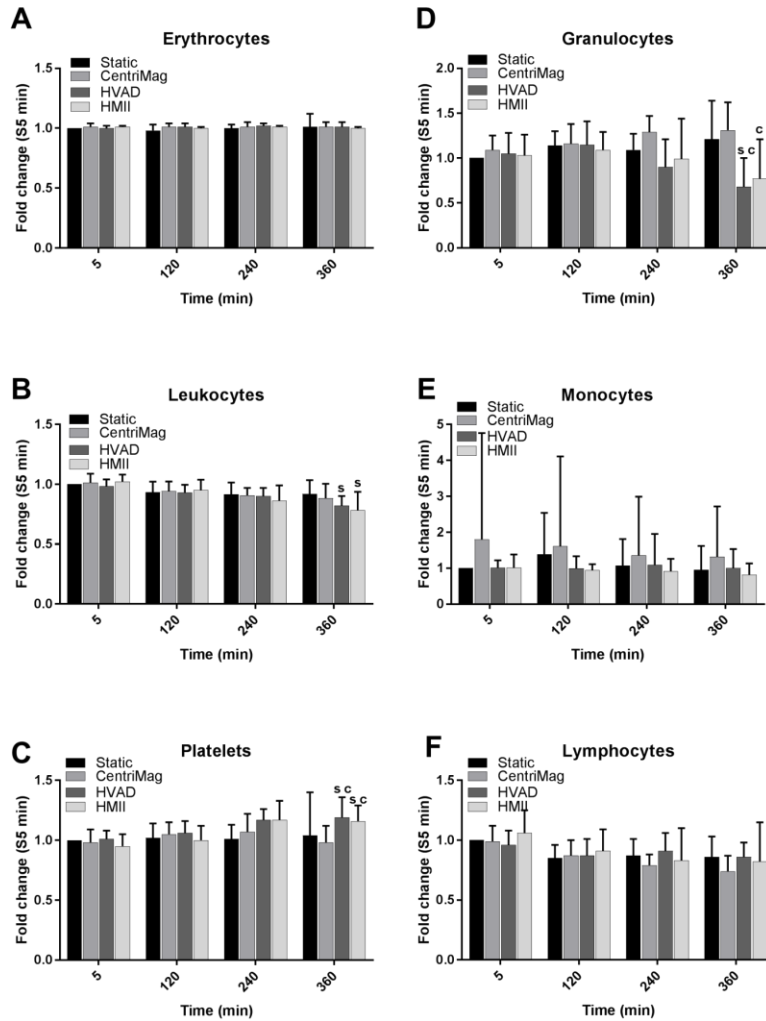 A
Erythrocytes
Static
CentriMag
HVAD
HMII
Fold change (S5 min)
1.5
1.0
0.5
0.0
5
120
240
360
Time (min)
D
Granulocytes
Static
CentriMag
HVAD
HMII
Fold change (S5 min)
2.0
1.5
1.0
0.5
0.0
s c
c
5
120
240
360
Time (min)
B
Leukocytes
Static
CentriMag
HVAD
HMII
Fold change (S5 min)
1.5
1.0
0.5
0.0
s
s
5
120
240
360
Time (min)
E
Monocytes
Static
CentriMag
HVAD
HMII
Fold change (S5 min)
5
4
3
2
1
0
5
120
240
360
Time (min)
C
Platelets
Static
CentriMag
HVAD
HMII
Fold change (S5 min)
1.5
1.0
0.5
0.0
s c
s c
5
120
240
360
Time (min)
F
Lymphocytes
Static
CentriMag
HVAD
HMII
Fold change (S5 min)
1.5
1.0
0.5
0.0
5
120
240
360
Time (min)